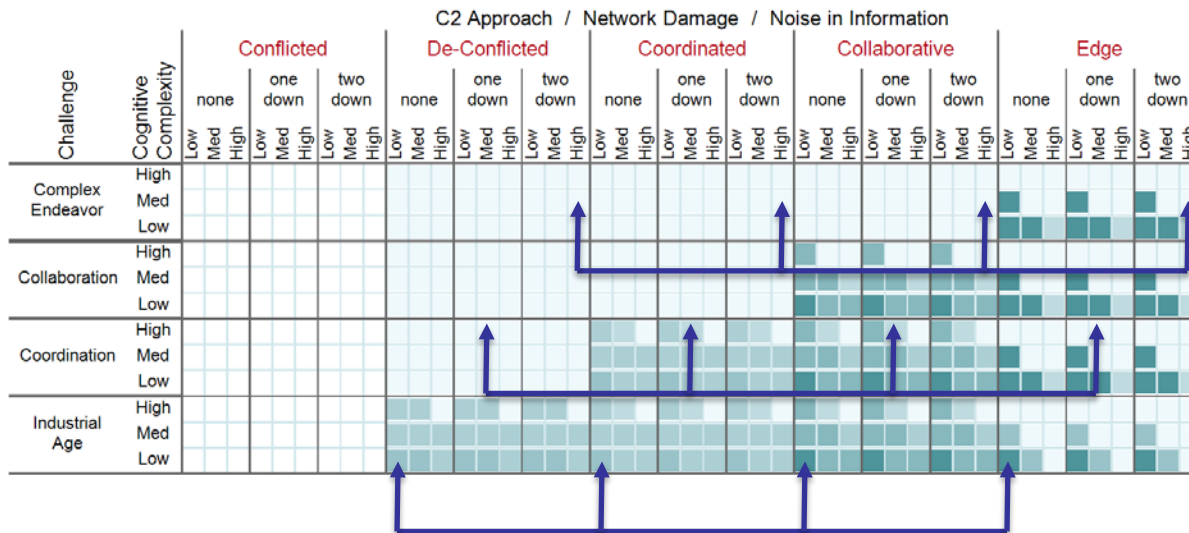 C2 Approach / Network Damage / Noise in Information
Conflicted De-Conflicted Coordinated Collaborative Edge
Challenge
Cognitive Complexity
none one down two down none one down two down none one down two down none one down two down none one down two down
Low Med High Low Med High Low Med High Low Med High Low Med High Low Med High Low Med High Low Med High Low Med High Low Med High Low Med High Low Med High Low Med High Low Med High Low Med High
Complex Endeavor
High
Med
Low
Collaboration
High
Med
Low
Coordination
High
Med
Low
Industrial Age
High
Med
Low